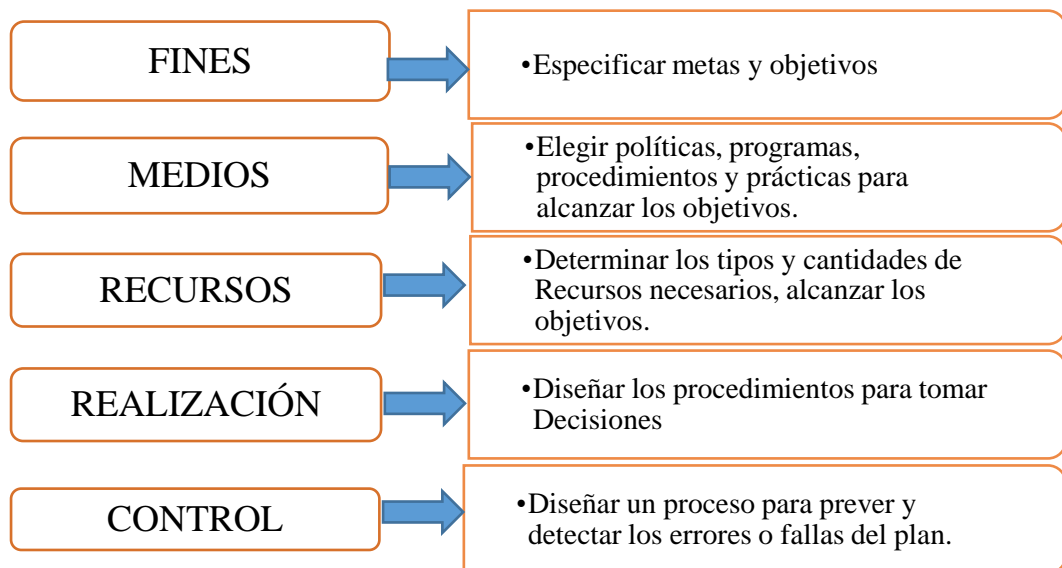 FINES
•Especificar metas y objetivos
MEDIOS
•Elegir políticas, programas,
procedimientos y prácticas para
alcanzar los objetivos.
RECURSOS
•Determinar los tipos y cantidades de
Recursos necesarios, alcanzar los
objetivos.
REALIZACIÓN
•Diseñar los procedimientos para tomar
Decisiones
CONTROL
•Diseñar un proceso para prever y
detectar los errores o fallas del plan.